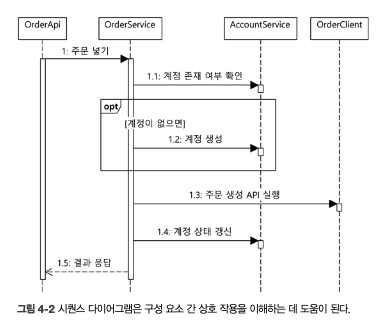 OrderApi OrderService AccountService OrderClient
1: 주문 넣기
1.1: 계정 존재 여부 확인
opt
[계정이 없으면]
1.2: 계정 생성
1.3: 주문 생성 API 실행
1.4: 계정 상태 갱신
1.5: 결과 응답
그림 4-2 시퀀스 다이어그램은 구성 요소 간 상호 작용을 이해하는 데 도움이 된다.